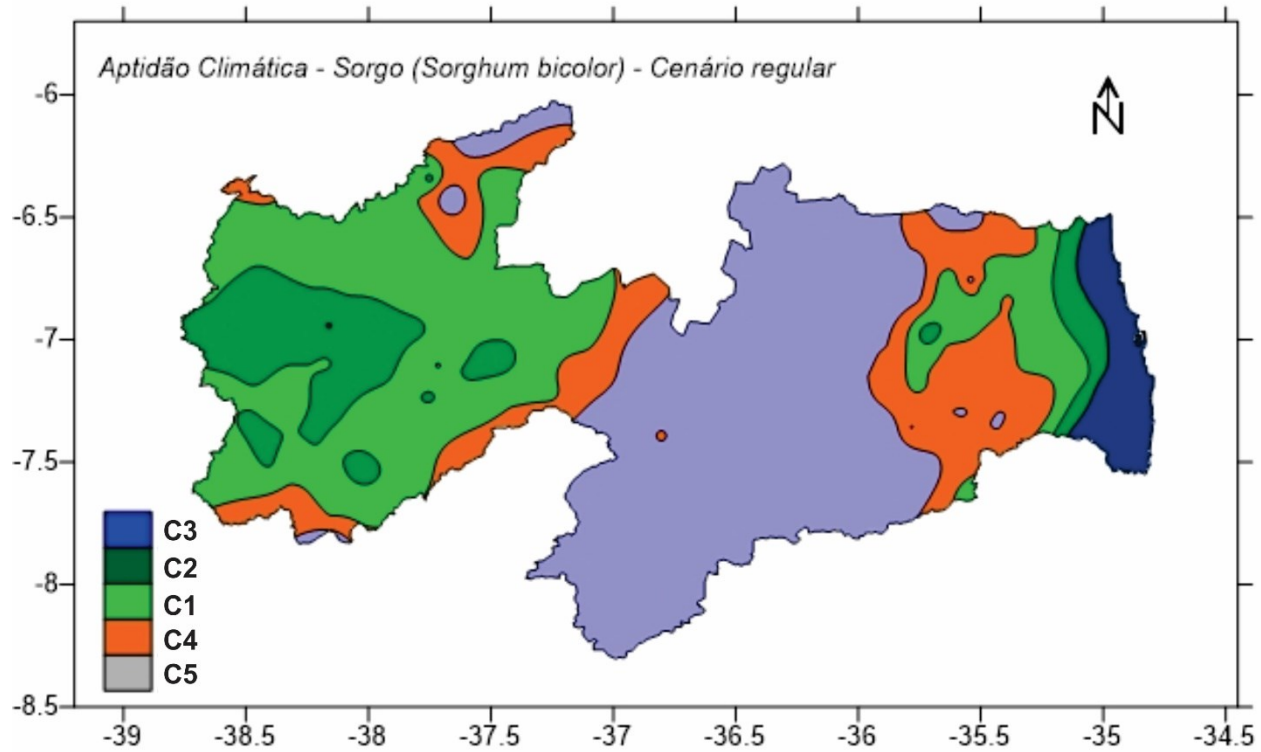 Aptidão Climática - Sorgo (Sorghum bicolor) - Cenário regular
N
-6
-6.5
-7
-7.5
-8
-8.5
C3
C2
C1
C4
C5
-39 -38.5 -38 -37.5 -37 -36.5 -36 -35.5 -35 -34.5